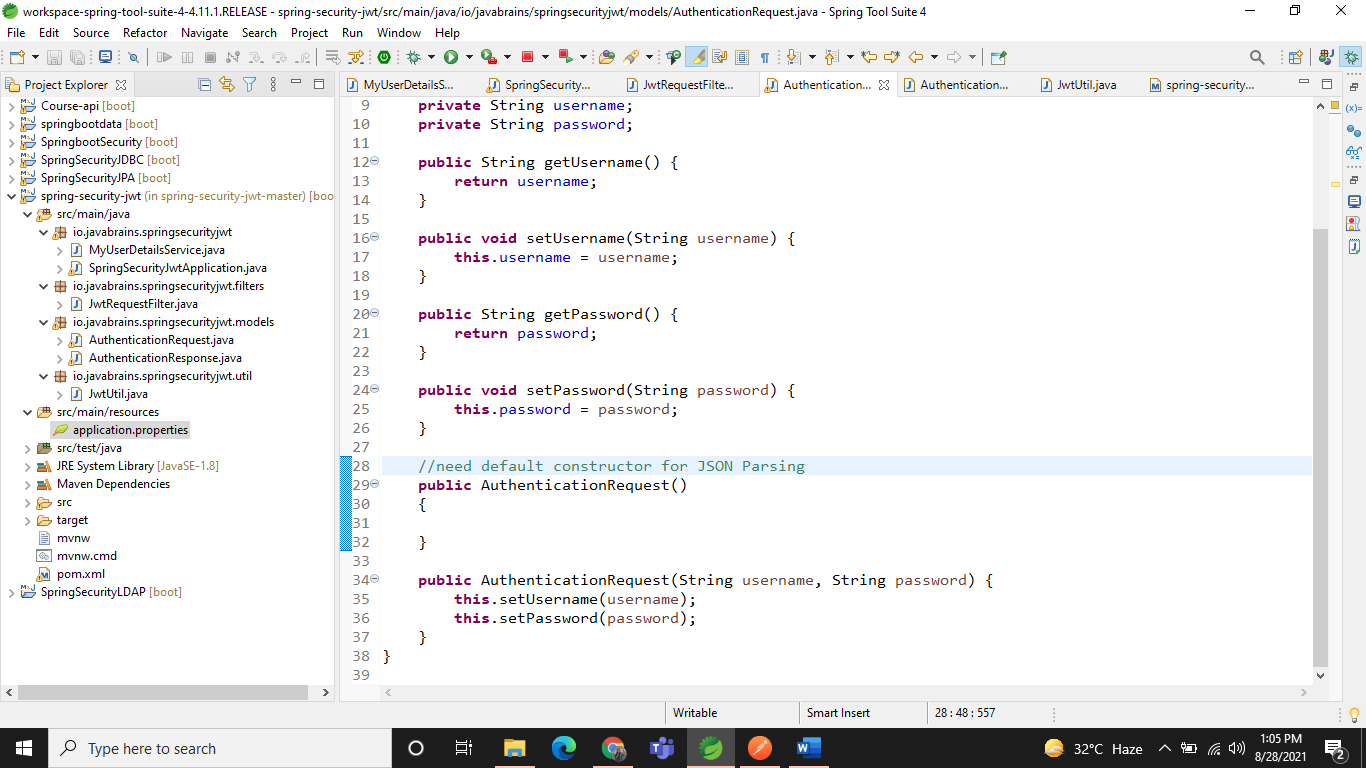 workspace-spring-tool-suite-4-4.11.1.RELEASE - spring-security-jwt/src/main/java/io/javabrains/springsecurityjwt/models/AuthenticationRequest.java - Spring Tool Suite 4
File Edit Source Refactor Navigate Search Project Run Window Help
Project Explorer
MyUserDetailsS... SpringSecurity... JwtRequestFilte... Authentication... Authentication... JwtUtil.java spring-security...
Course-api [boot]
springbootdata [boot]
SpringbootSecurity [boot]
SpringSecurityJDBC [boot]
SpringSecurityJPA [boot]
spring-security-jwt (in spring-security-jwt-master) [boo
src/main/java
io.javabrains.springsecurityjwt
MyUserDetailsService.java
SpringSecurityJwtApplication.java
io.javabrains.springsecurityjwt.filters
JwtRequestFilter.java
io.javabrains.springsecurityjwt.models
AuthenticationRequest.java
AuthenticationResponse.java
io.javabrains.springsecurityjwt.util
JwtUtil.java
src/main/resources
application.properties
src/test/java
JRE System Library [JavaSE-1.8]
Maven Dependencies
src
target
mvnw
mvnw.cmd
pom.xml
SpringSecurityLDAP [boot]
9 private String username;
10 private String password;
11
12 public String getUsername() {
13 return username;
14 }
15
16 public void setUsername(String username) {
17 this.username = username;
18 }
19
20 public String getPassword() {
21 return password;
22 }
23
24 public void setPassword(String password) {
25 this.password = password;
26 }
27
28 //need default constructor for JSON Parsing
29 public AuthenticationRequest()
30 {
31
32 }
33
34 public AuthenticationRequest(String username, String password) {
35 this.setUsername(username);
36 this.setPassword(password);
37 }
38 }
39
Writable Smart Insert 28 : 48 : 557
Type here to search
32°C Haze
1:05 PM
8/28/2021
2